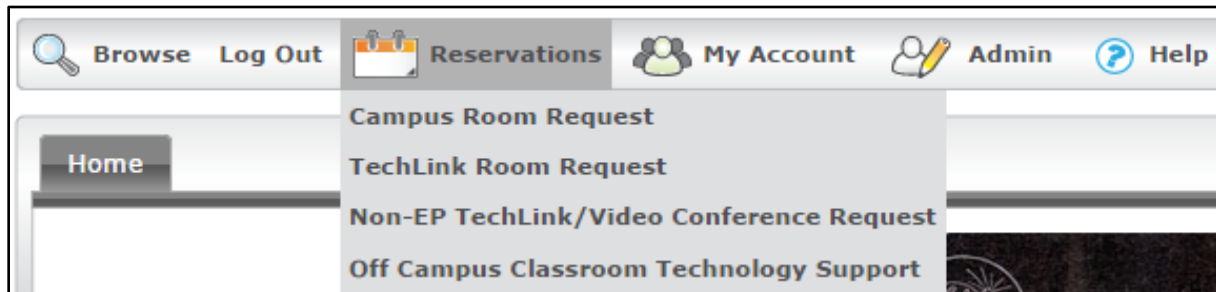 Browse Log Out Reservations My Account Admin Help
Campus Room Request
Home
TechLink Room Request
Non-EP TechLink/Video Conference Request
Off Campus Classroom Technology Support